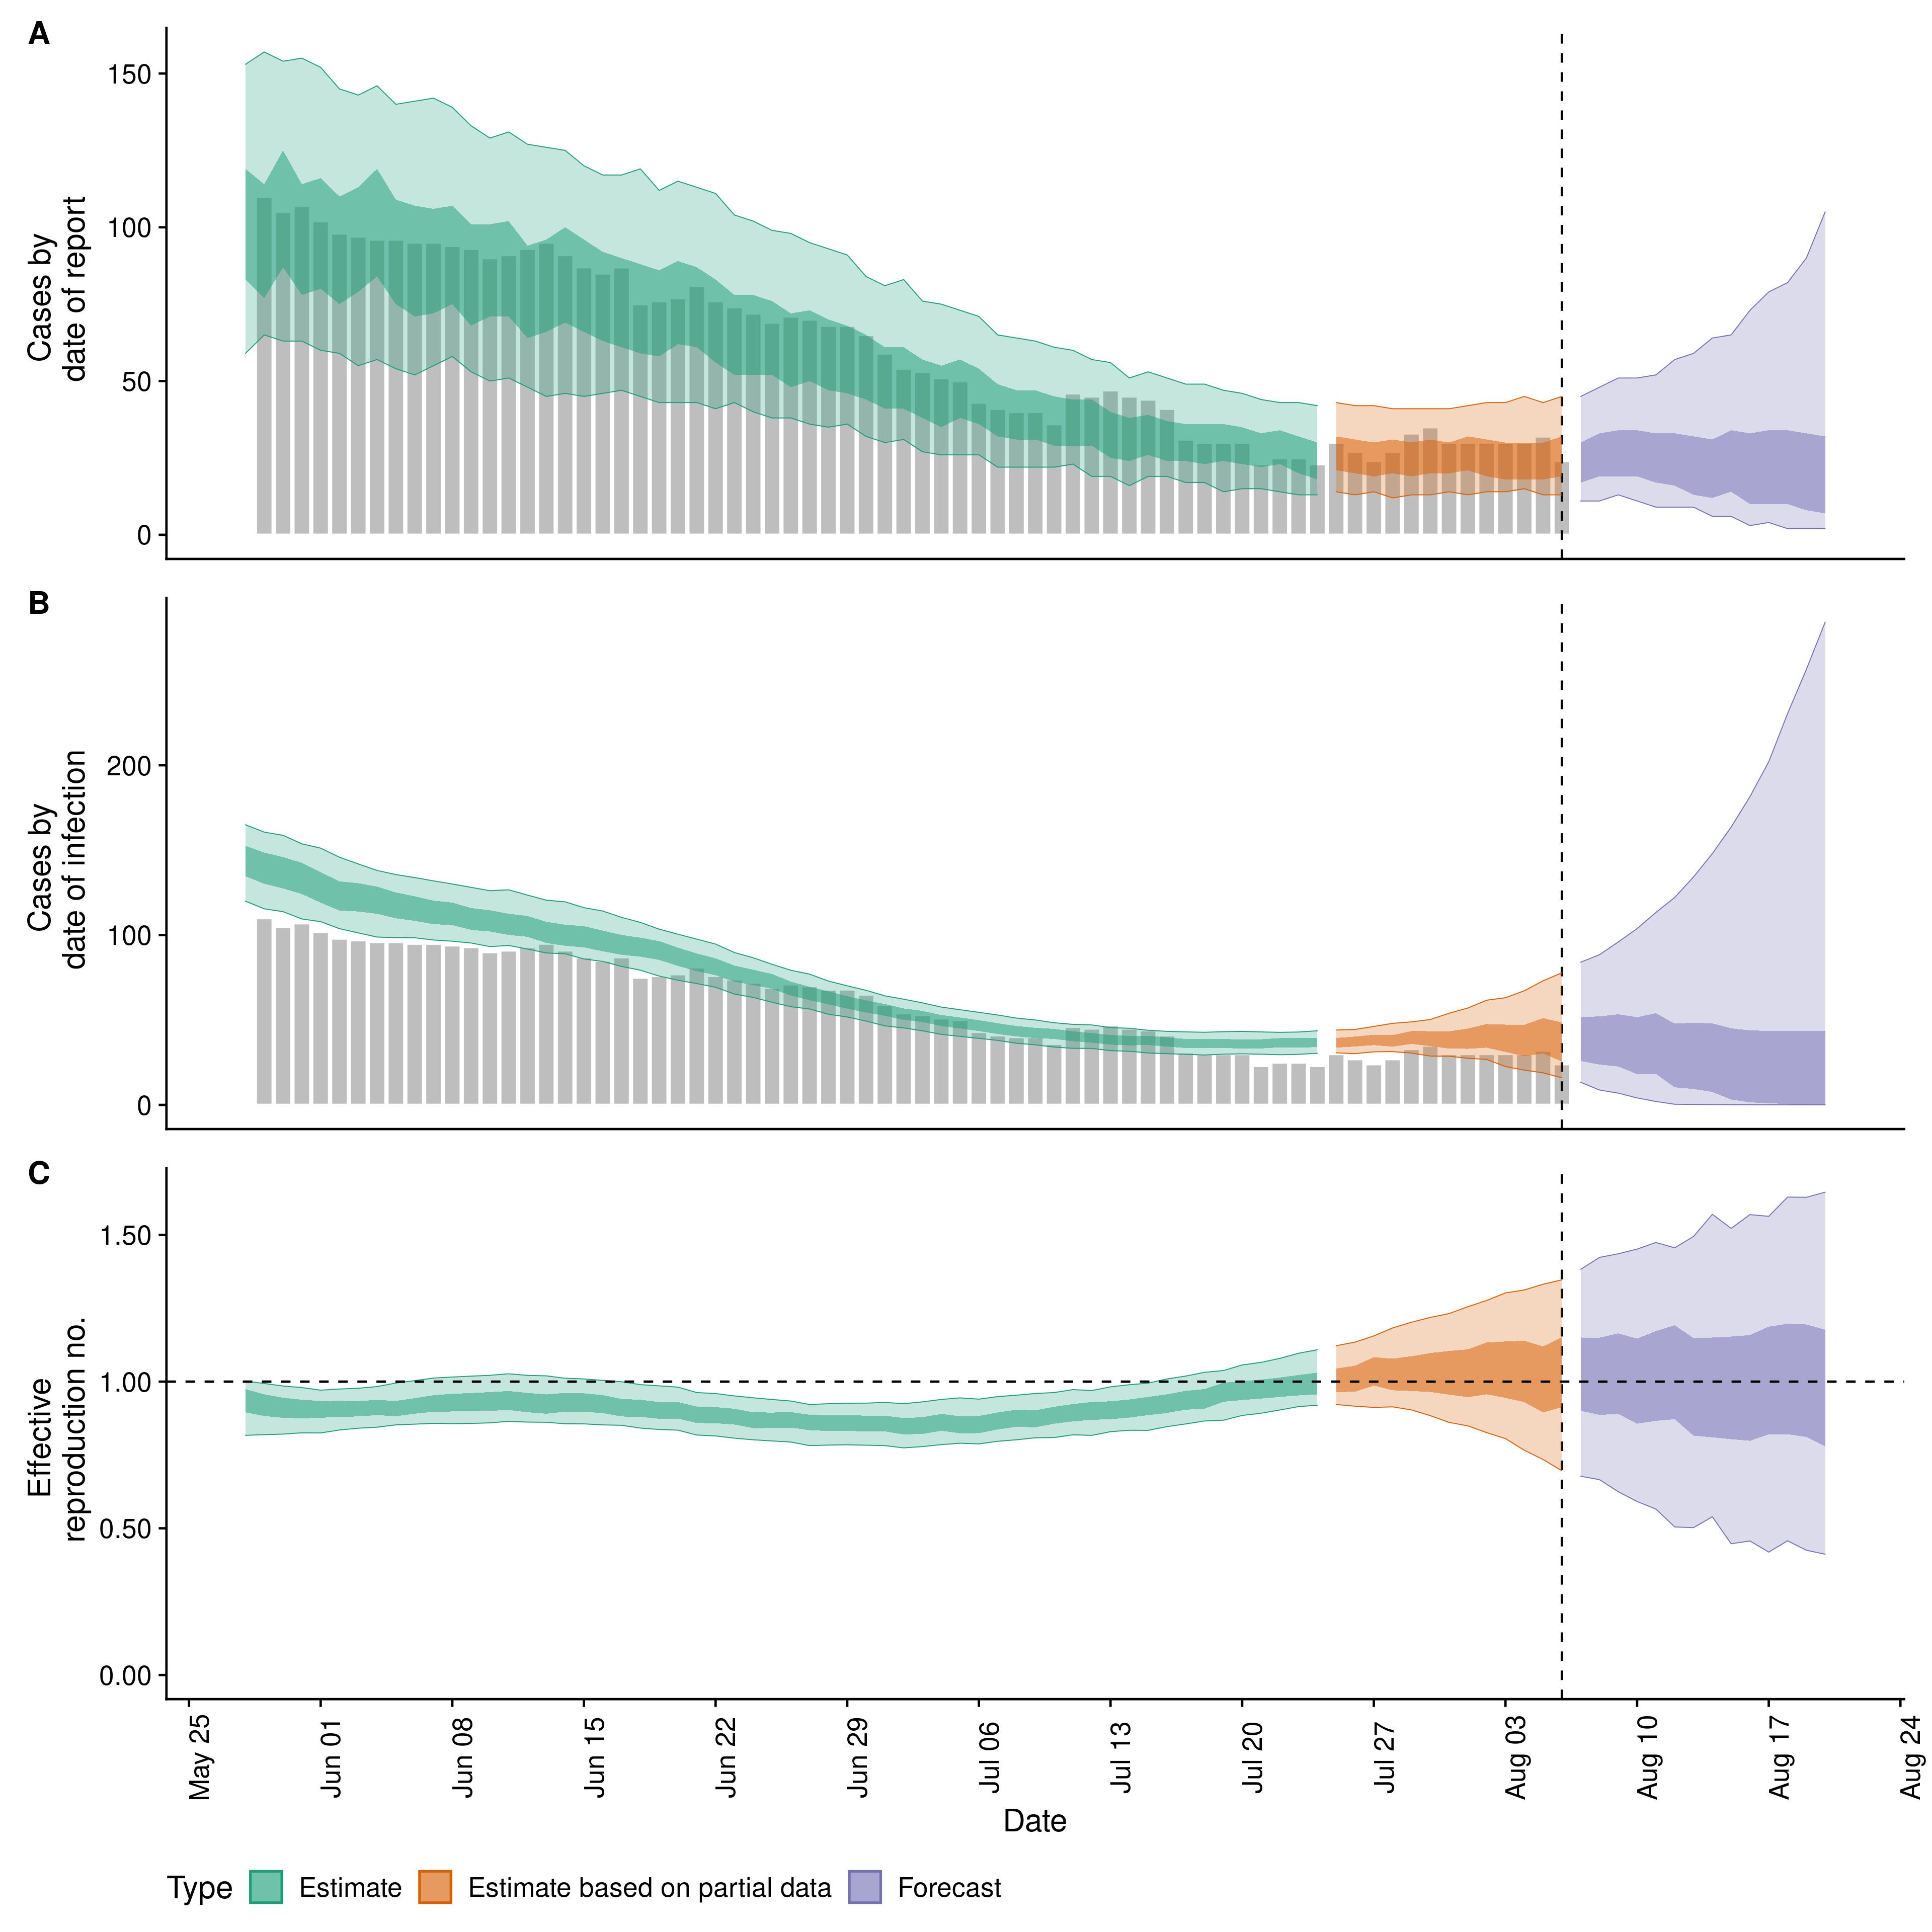 A
150
100
50
0
Cases by
date of report
B
200
100
0
Cases by
date of infection
C
1.50
1.00
0.50
0.00
Effective
reproduction no.
May 25
Jun 01
Jun 08
Jun 15
Jun 22
Jun 29
Jul 06
Jul 13
Jul 20
Jul 27
Aug 03
Aug 10
Aug 17
Aug 24
Date
Type Estimate Estimate based on partial data Forecast